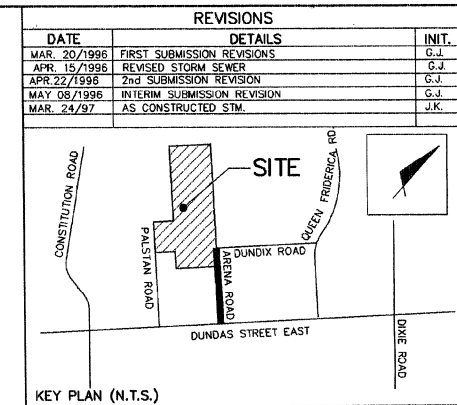 REVISIONS
DATE DETAILS INIT.
MAR. 20/1996 FIRST SUBMISSION REVISIONS G.J.
APR. 15/1996 REVISED STORM SEWER G.J.
APR.22/1996 2nd SUBMISSION REVISION G.J.
MAY 08/1996 INTERIM SUBMISSION REVISION G.J.
MAR. 24/97 AS CONSTRUCTED STM. J.K.
CONSTITUTION ROAD
SITE
QUEEN FRIDERICA RD.
PALSTAN ROAD
ARENA ROAD
DUNDIX ROAD
DUNDAS STREET EAST
DIXIE ROAD
KEY PLAN (N.T.S.)